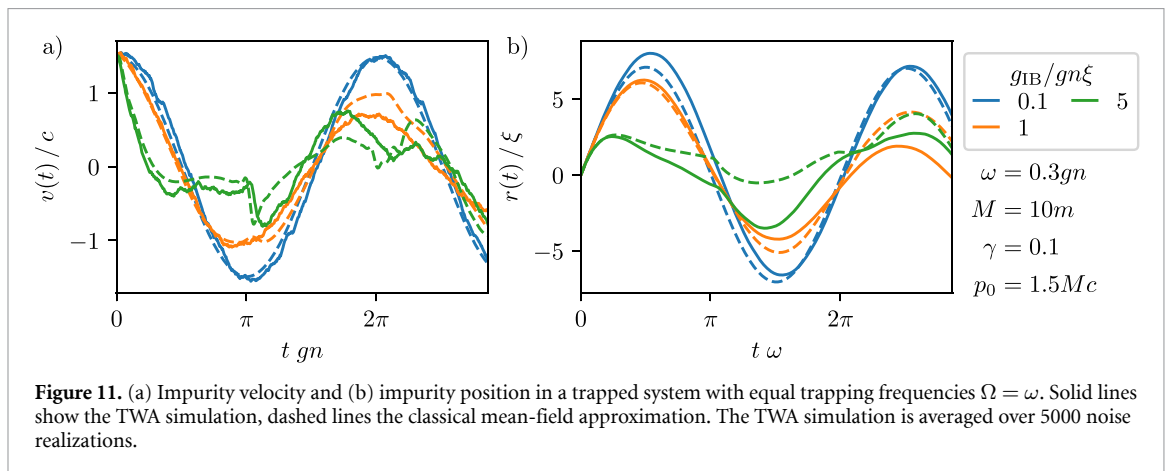 a)
v(t) / c
1
0
−1
0
π
2π
t gn
b)
r(t) / ξ
5
0
−5
0
π
2π
t ω
g_IB/gnξ
0.1
5
1
ω = 0.3gn
M = 10m
γ = 0.1
p_0 = 1.5Mc
Figure 11. (a) Impurity velocity and (b) impurity position in a trapped system with equal trapping frequencies Ω = ω. Solid lines
show the TWA simulation, dashed lines the classical mean-field approximation. The TWA simulation is averaged over 5000 noise
realizations.